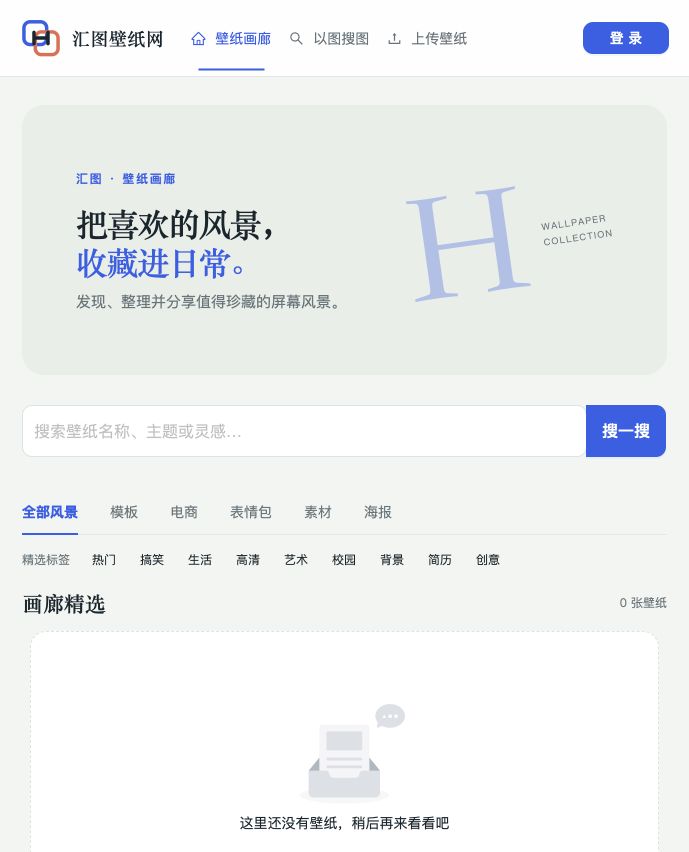 汇图壁纸网
壁纸画廊
以图搜图
上传壁纸
登 录
汇图 · 壁纸画廊
把喜欢的风景，
收藏进日常。
发现、整理并分享值得珍藏的屏幕风景。
H
WALLPAPER
COLLECTION
搜索壁纸名称、主题或灵感...
搜一搜
全部风景 模板 电商 表情包 素材 海报
精选标签 热门 搞笑 生活 高清 艺术 校园 背景 简历 创意
画廊精选
0 张壁纸
这里还没有壁纸，稍后再来看看吧